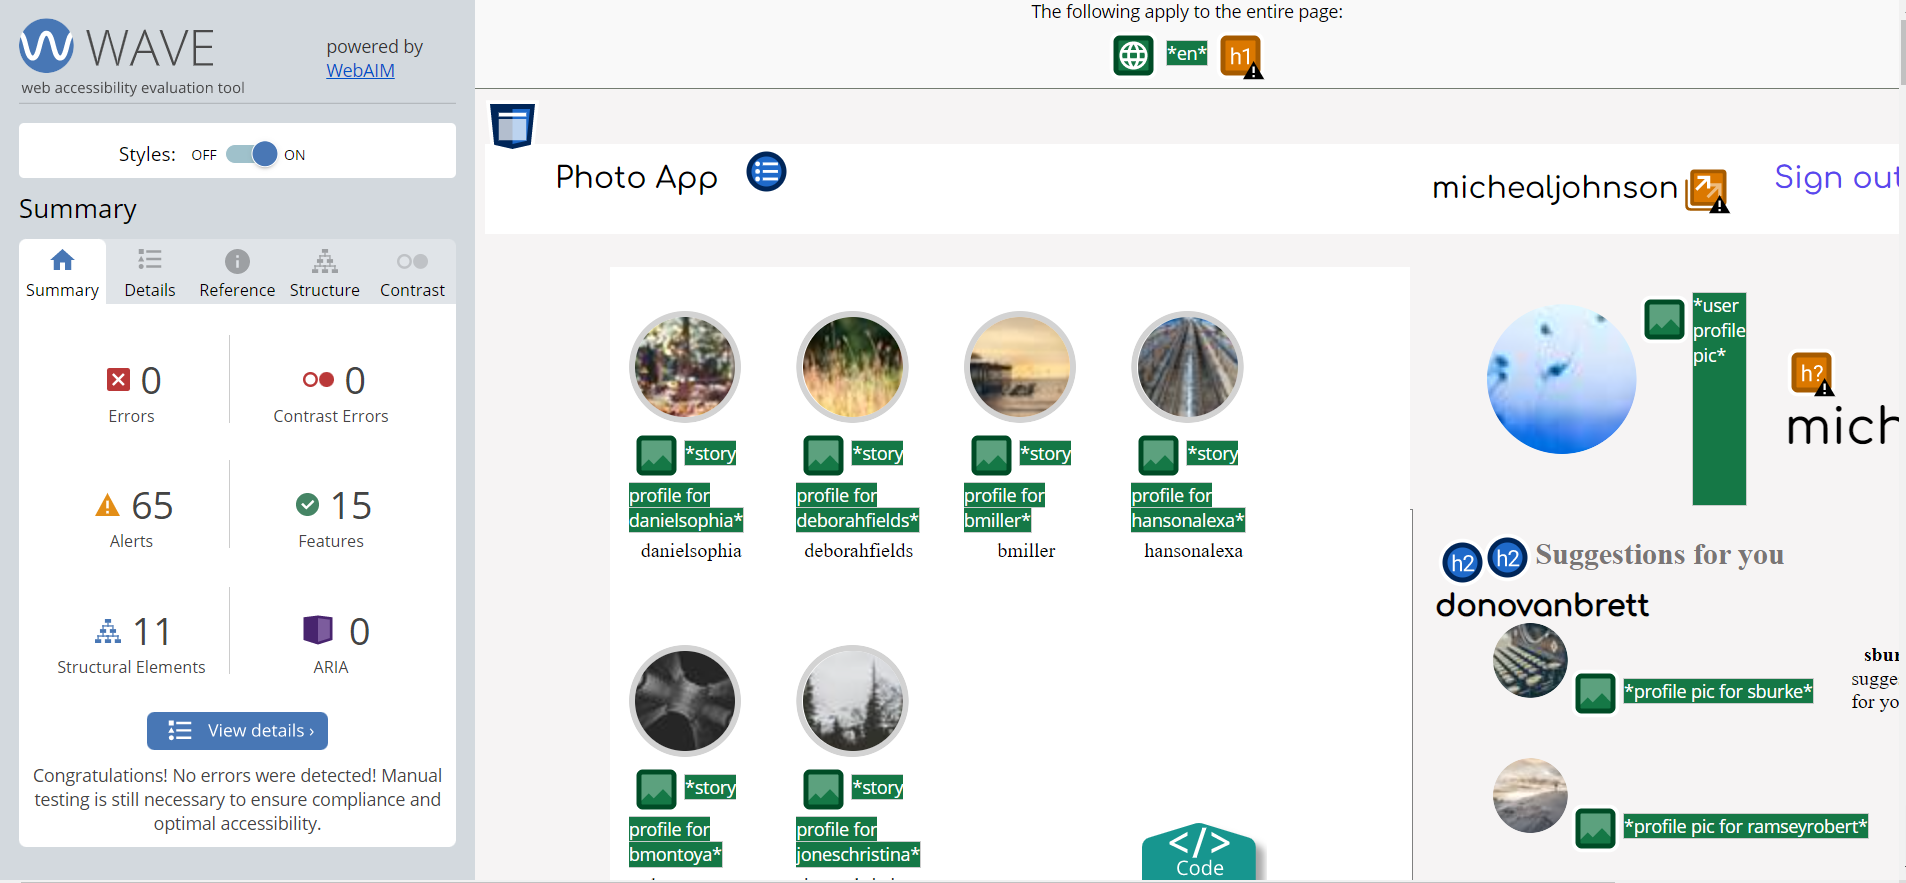 WAVE
powered by
WebAIM
web accessibility evaluation tool
Styles: OFF ON
Summary
Summary Details Reference Structure Contrast
0 0
Errors Contrast Errors
65 15
Alerts Features
11 0
Structural Elements ARIA
View details ›
Congratulations! No errors were detected! Manual
testing is still necessary to ensure compliance and
optimal accessibility.
The following apply to the entire page:
*en* h1
Photo App
michealjohnson
Sign out
*story
profile for
danielsophia*
danielsophia
*story
profile for
deborahfields*
deborahfields
*story
profile for
bmiller*
bmiller
*story
profile for
hansonalexa*
hansonalexa
*story
profile for
bmontoya*
*story
profile for
joneschristina*
</>
Code
*user
profile
pic*
h?
mich
h2 h2 Suggestions for you
donovanbrett
*profile pic for sburke*
sbur
sugge
for yo
*profile pic for ramseyrobert*